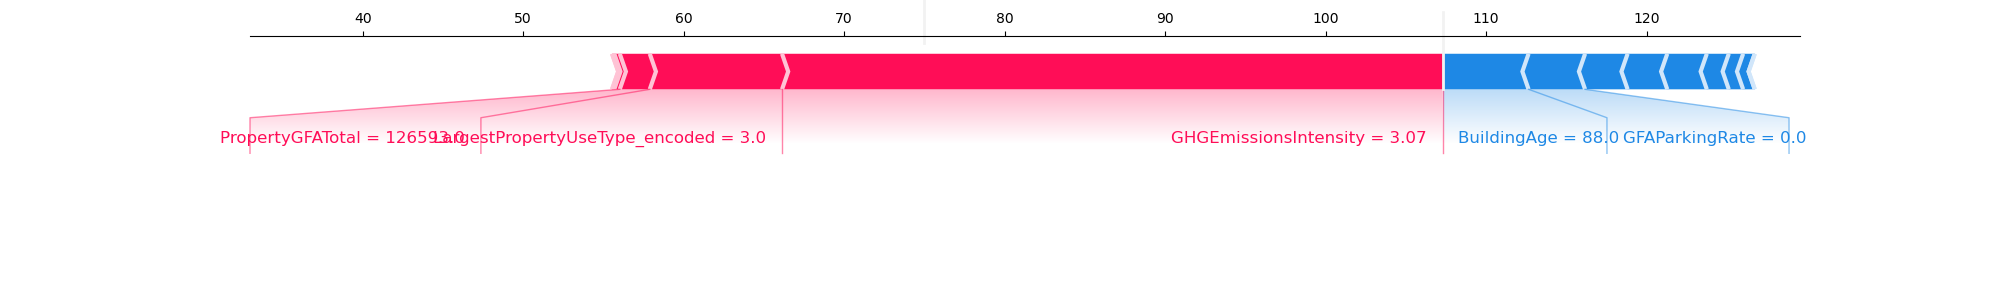 40 50 60 70 80 90 100 110 120
PropertyGFATotal = 126593.0 LargestPropertyUseType_encoded = 3.0 GHGEmissionsIntensity = 3.07 BuildingAge = 88.0 GFAParkingRate = 0.0